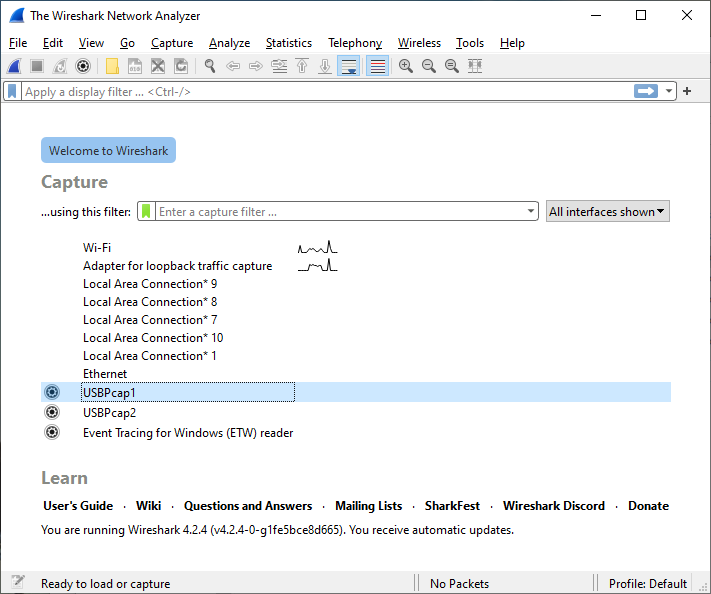 The Wireshark Network Analyzer
File Edit View Go Capture Analyze Statistics Telephony Wireless Tools Help
Apply a display filter ... <Ctrl-/>
Welcome to Wireshark
Capture
...using this filter: Enter a capture filter ... All interfaces shown
Wi-Fi
Adapter for loopback traffic capture
Local Area Connection* 9
Local Area Connection* 8
Local Area Connection* 7
Local Area Connection* 10
Local Area Connection* 1
Ethernet
USBPcap1
USBPcap2
Event Tracing for Windows (ETW) reader
Learn
User's Guide · Wiki · Questions and Answers · Mailing Lists · SharkFest · Wireshark Discord · Donate
You are running Wireshark 4.2.4 (v4.2.4-0-g1fe5bce8d665). You receive automatic updates.
Ready to load or capture No Packets Profile: Default